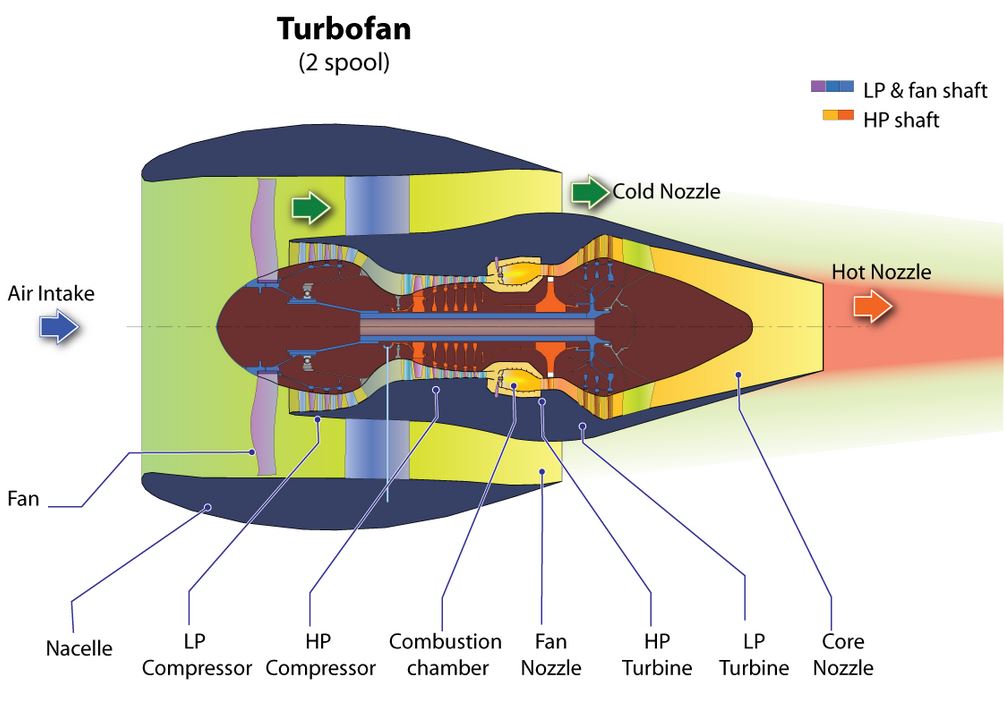 Turbofan
(2 spool)
LP & fan shaft
HP shaft
Cold Nozzle
Hot Nozzle
Air Intake
Fan
Nacelle
LP
Compressor
HP
Compressor
Combustion
chamber
Fan
Nozzle
HP
Turbine
LP
Turbine
Core
Nozzle